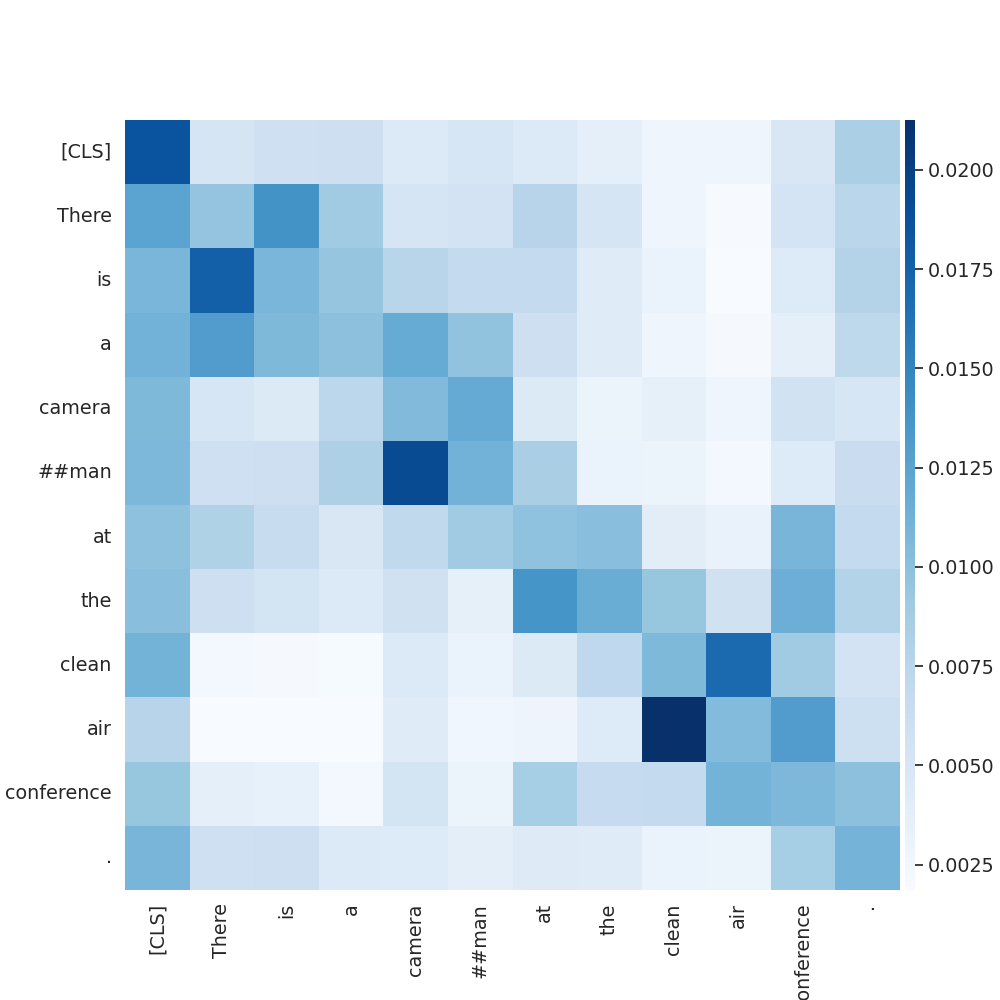 [CLS]
There
is
a
camera
##man
at
the
clean
air
conference
.
0.0200
0.0175
0.0150
0.0125
0.0100
0.0075
0.0050
0.0025
[CLS]
There
is
a
camera
##man
at
the
clean
air
onference
.